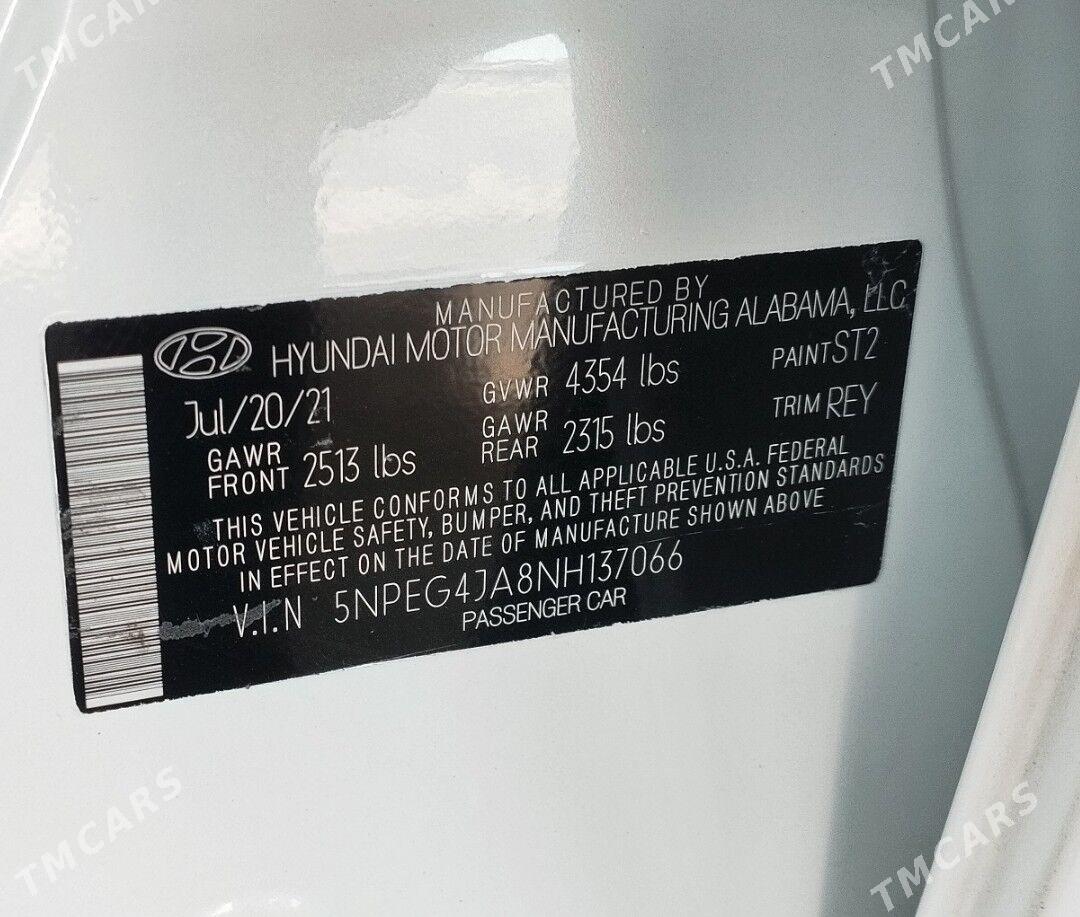 TMCARS
TMCARS
MANUFACTURED BY
HYUNDAI MOTOR MANUFACTURING ALABAMA, LLC
Jul/20/21 GVWR 4354 lbs PAINT ST2
GAWR FRONT 2513 lbs GAWR REAR 2315 lbs TRIM REY
THIS VEHICLE CONFORMS TO ALL APPLICABLE U.S.A. FEDERAL
MOTOR VEHICLE SAFETY, BUMPER, AND THEFT PREVENTION STANDARDS
IN EFFECT ON THE DATE OF MANUFACTURE SHOWN ABOVE
V.I.N 5NPEG4JA8NH137066
PASSENGER CAR
TMCARS
TMCARS